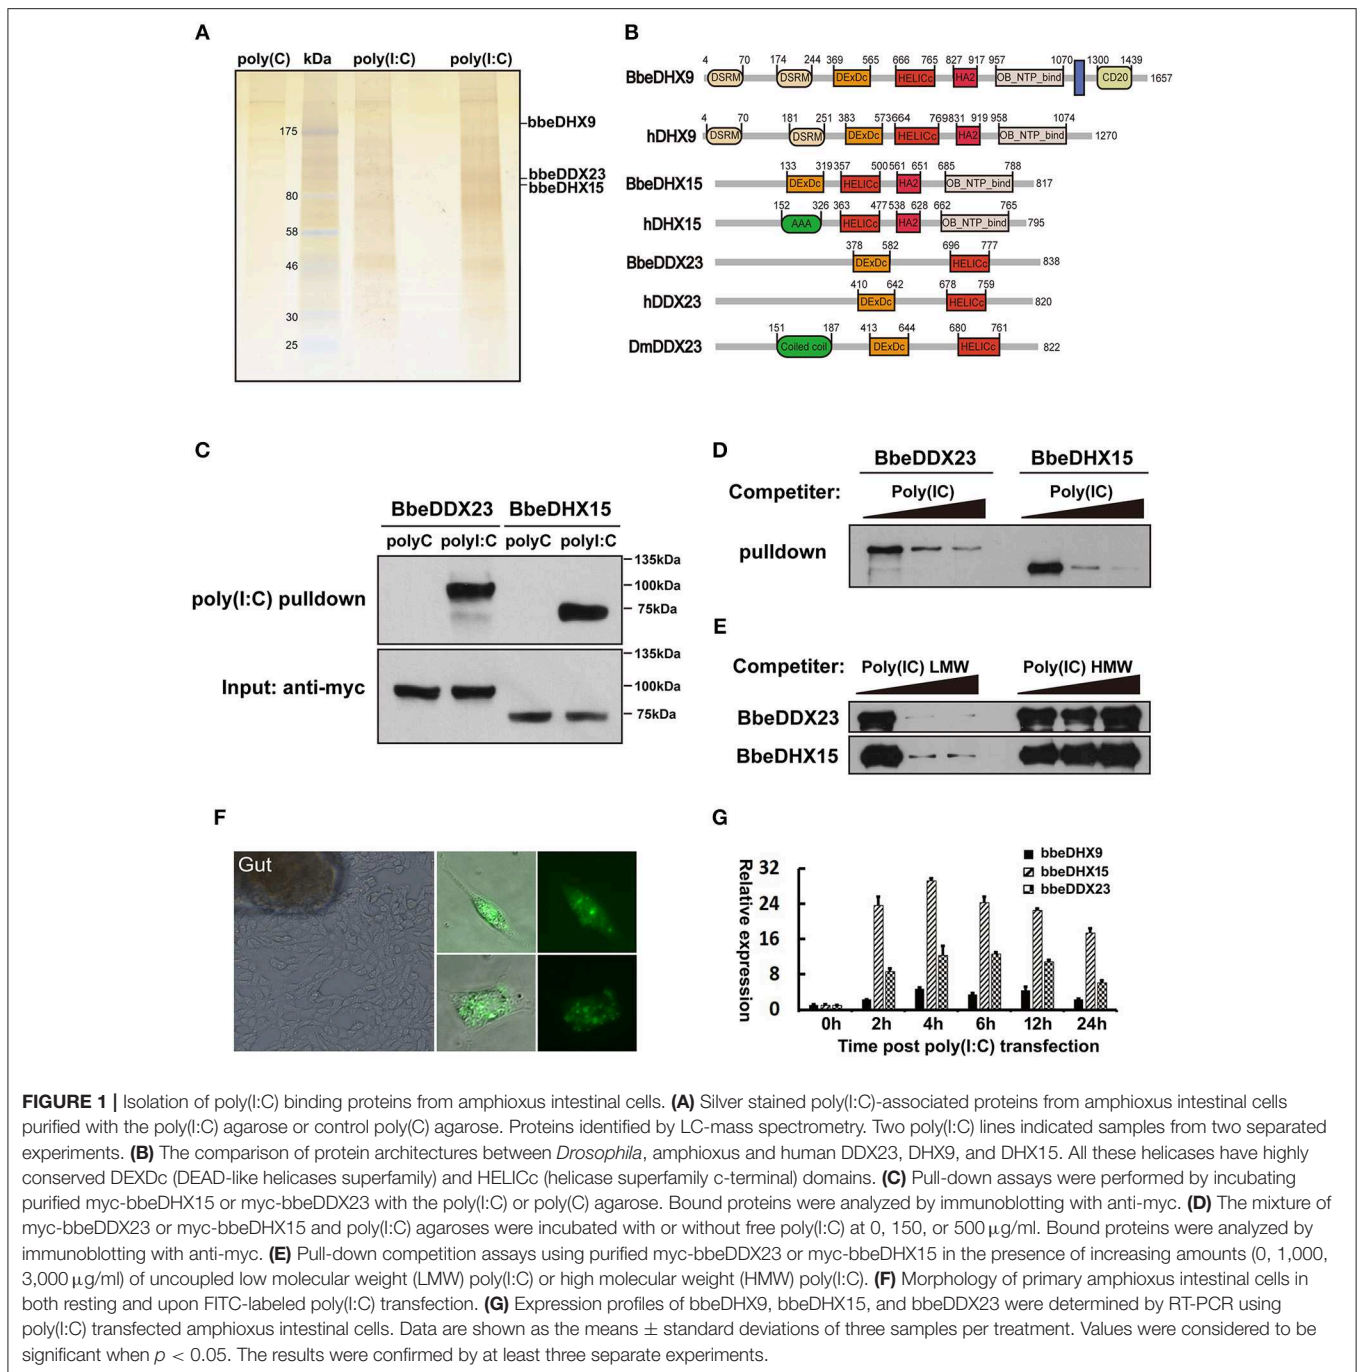 A
poly(C) kDa poly(I:C) poly(I:C)
175
80
58
46
30
25
bbeDHX9
bbeDDX23
bbeDHX15
B
4 70 174 244 369 565 666 765 827 917 957 1070 1300 1439
BbeDHX9 DSRM DSRM DExDc HELICc HA2 OB_NTP_bind CD20 1657
4 70 181 251 383 573 664 769 831 919 958 1074
hDHX9 DSRM DSRM DExDc HELICc HA2 OB_NTP_bind 1270
133 319 357 500 561 651 685 788
BbeDHX15 DExDc HELICc HA2 OB_NTP_bind 817
152 326 363 477 538 628 662 765
hDHX15 AAA HELICc HA2 OB_NTP_bind 795
378 582 696 777
BbeDDX23 DExDc HELICc 838
410 642 678 759
hDDX23 DExDc HELICc 820
151 187 413 644 680 761
DmDDX23 Coiled coil DExDc HELICc 822
C
BbeDDX23 BbeDHX15
polyC polyI:C polyC polyI:C
poly(I:C) pulldown
135kDa
100kDa
75kDa
Input: anti-myc
135kDa
100kDa
75kDa
D
BbeDDX23 BbeDHX15
Competiter: Poly(IC) Poly(IC)
pulldown
E
Competiter: Poly(IC) LMW Poly(IC) HMW
BbeDDX23
BbeDHX15
F
Gut
G
Relative expression
32
24
16
8
0
bbeDHX9
bbeDHX15
bbeDDX23
0h 2h 4h 6h 12h 24h
Time post poly(I:C) transfection
FIGURE 1 | Isolation of poly(I:C) binding proteins from amphioxus intestinal cells. (A) Silver stained poly(I:C)-associated proteins from amphioxus intestinal cells
purified with the poly(I:C) agarose or control poly(C) agarose. Proteins identified by LC-mass spectrometry. Two poly(I:C) lines indicated samples from two separated
experiments. (B) The comparison of protein architectures between Drosophila, amphioxus and human DDX23, DHX9, and DHX15. All these helicases have highly
conserved DEXDc (DEAD-like helicases superfamily) and HELICc (helicase superfamily c-terminal) domains. (C) Pull-down assays were performed by incubating
purified myc-bbeDHX15 or myc-bbeDDX23 with the poly(I:C) or poly(C) agarose. Bound proteins were analyzed by immunoblotting with anti-myc. (D) The mixture of
myc-bbeDDX23 or myc-bbeDHX15 and poly(I:C) agaroses were incubated with or without free poly(I:C) at 0, 150, or 500 μg/ml. Bound proteins were analyzed by
immunoblotting with anti-myc. (E) Pull-down competition assays using purified myc-bbeDDX23 or myc-bbeDHX15 in the presence of increasing amounts (0, 1,000,
3,000 μg/ml) of uncoupled low molecular weight (LMW) poly(I:C) or high molecular weight (HMW) poly(I:C). (F) Morphology of primary amphioxus intestinal cells in
both resting and upon FITC-labeled poly(I:C) transfection. (G) Expression profiles of bbeDHX9, bbeDHX15, and bbeDDX23 were determined by RT-PCR using
poly(I:C) transfected amphioxus intestinal cells. Data are shown as the means ± standard deviations of three samples per treatment. Values were considered to be
significant when p < 0.05. The results were confirmed by at least three separate experiments.